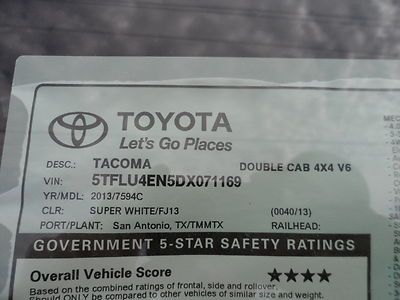 TOYOTA
Let's Go Places
DESC.: TACOMA DOUBLE CAB 4X4 V6
VIN: 5TFLU4EN5DX071169
YR/MDL: 2013/7594C
CLR: SUPER WHITE/FJ13 (0040/13)
PORT/PLANT: San Antonio, TX/TMMTX RAILHEAD:
GOVERNMENT 5-STAR SAFETY RATINGS
Overall Vehicle Score ★★★★
Based on the combined ratings of frontal, side and rollover.
Should ONLY be compared to other vehicles of similar size and weight.
MEC